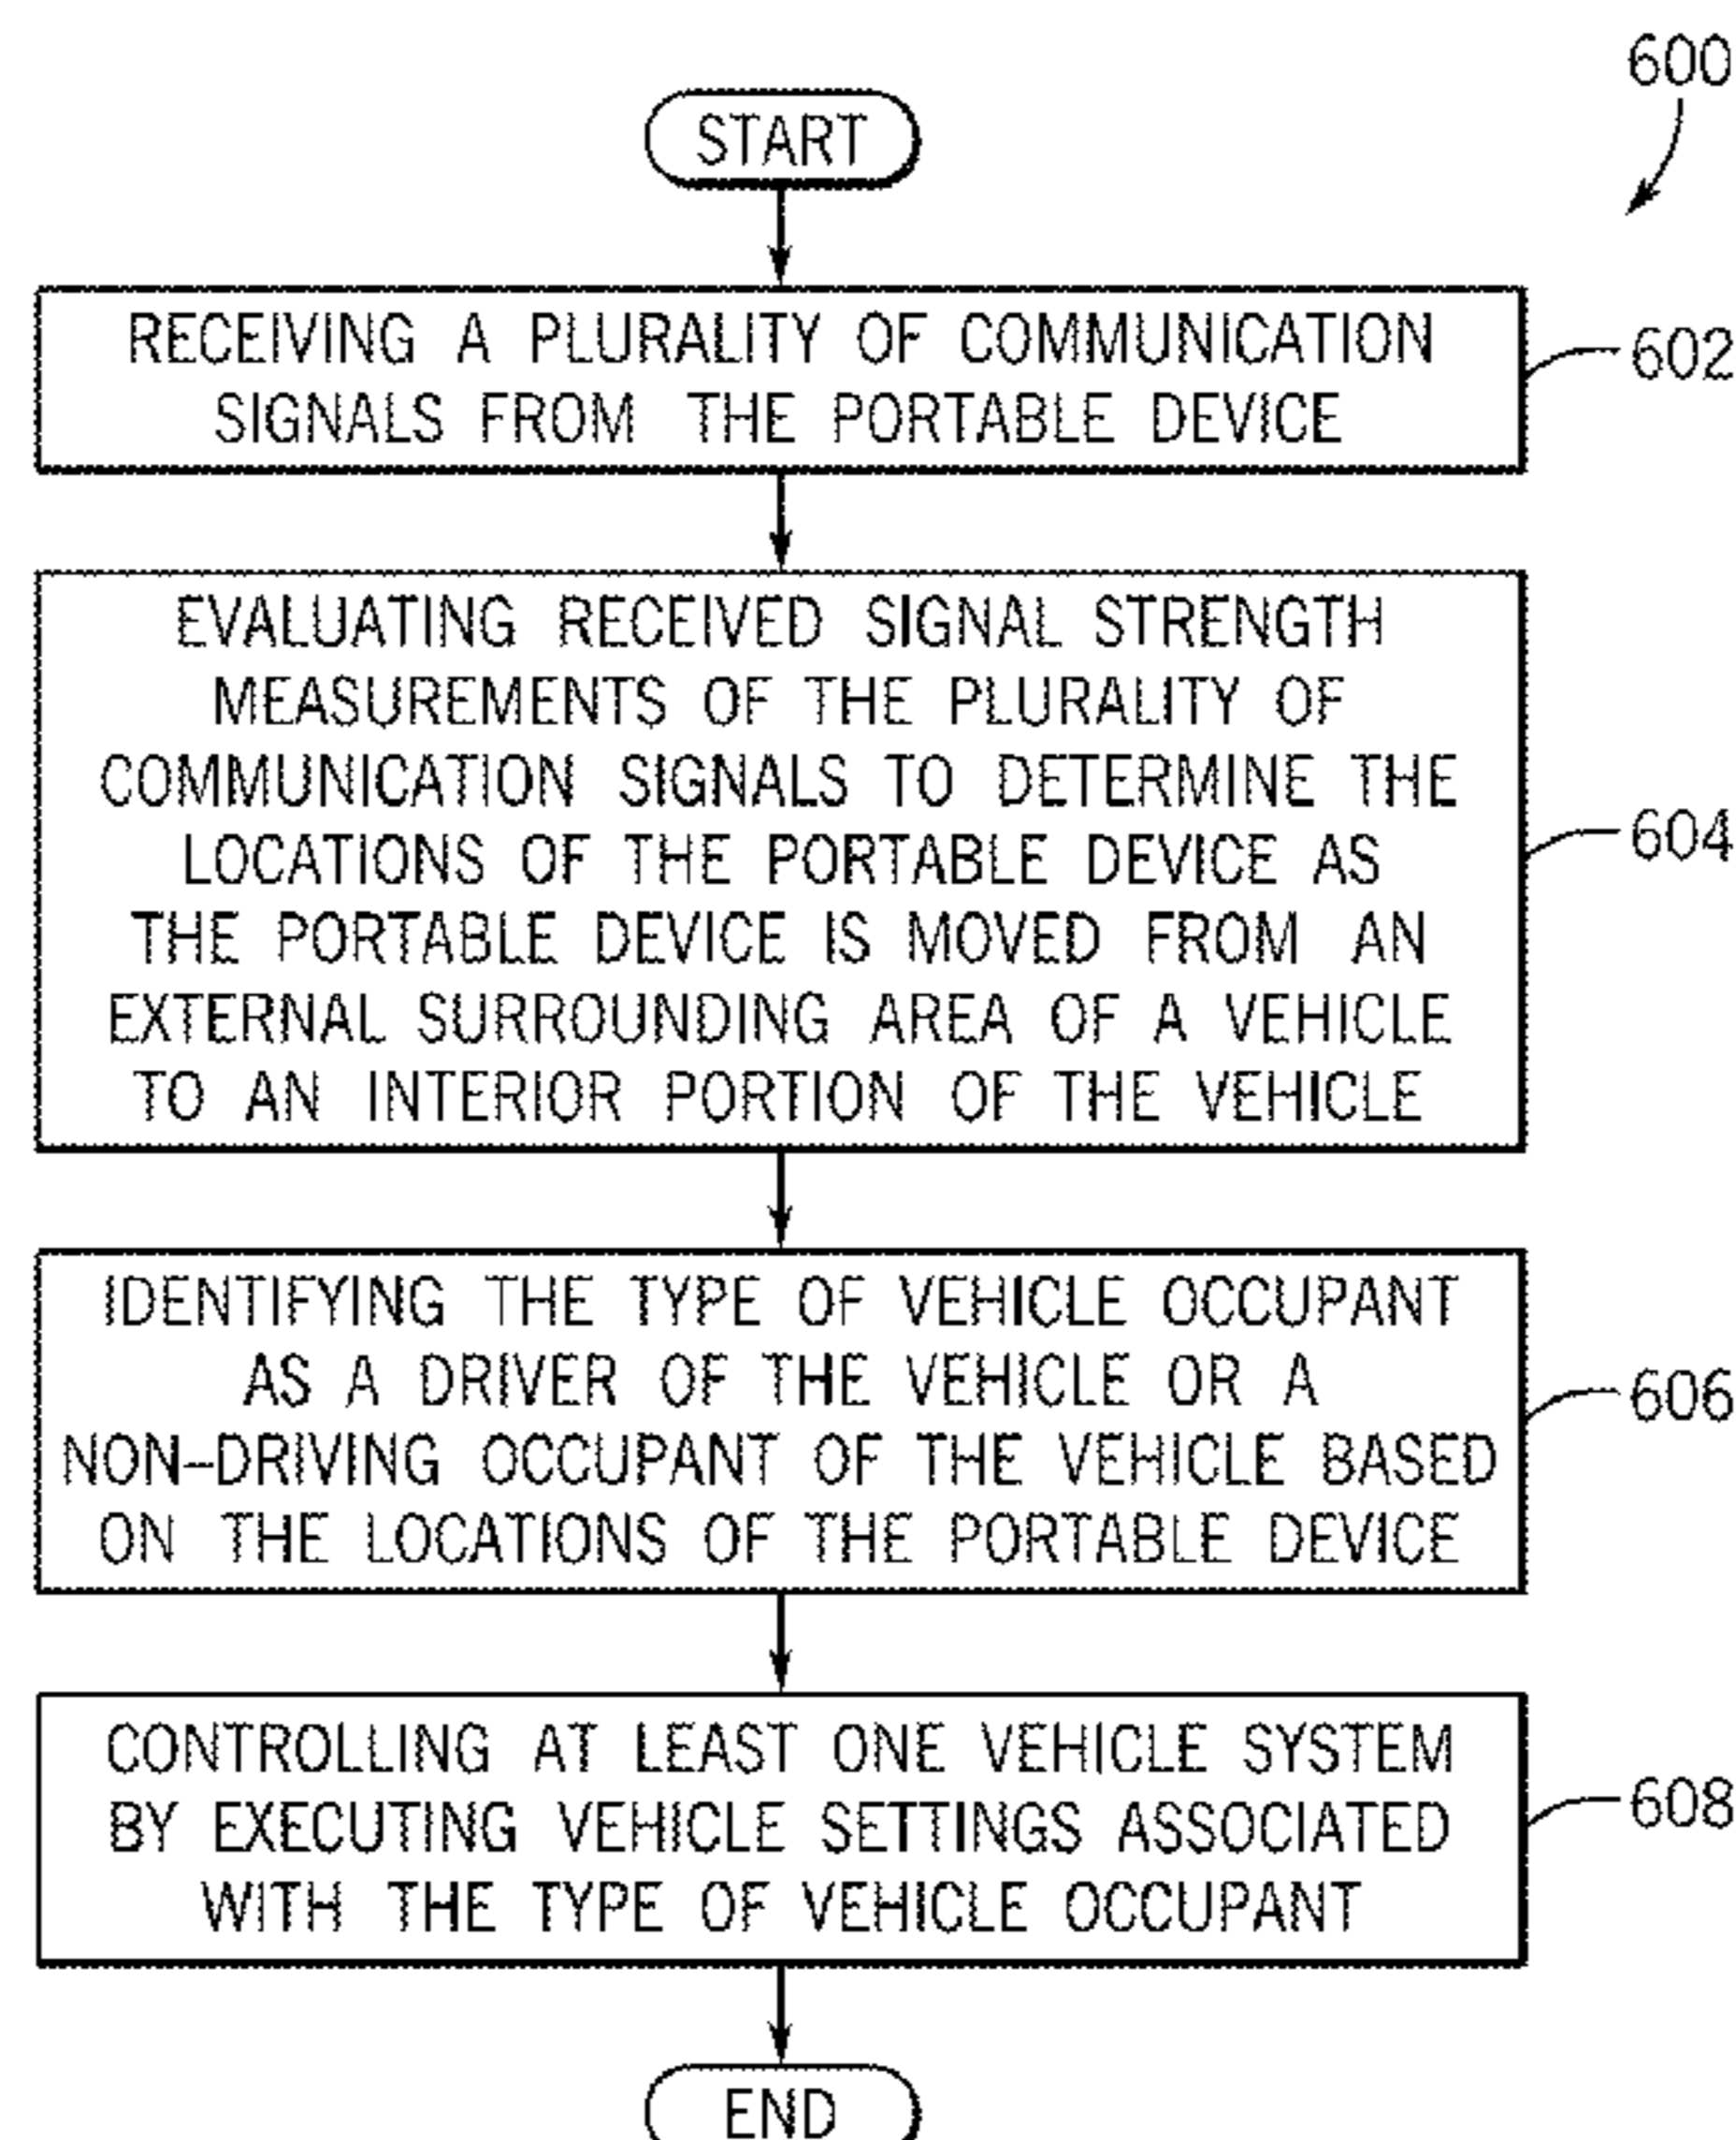 600
START
RECEIVING A PLURALITY OF COMMUNICATION
SIGNALS FROM THE PORTABLE DEVICE
602
EVALUATING RECEIVED SIGNAL STRENGTH
MEASUREMENTS OF THE PLURALITY OF
COMMUNICATION SIGNALS TO DETERMINE THE
LOCATIONS OF THE PORTABLE DEVICE AS
THE PORTABLE DEVICE IS MOVED FROM AN
EXTERNAL SURROUNDING AREA OF A VEHICLE
TO AN INTERIOR PORTION OF THE VEHICLE
604
IDENTIFYING THE TYPE OF VEHICLE OCCUPANT
AS A DRIVER OF THE VEHICLE OR A
NON-DRIVING OCCUPANT OF THE VEHICLE BASED
ON THE LOCATIONS OF THE PORTABLE DEVICE
606
CONTROLLING AT LEAST ONE VEHICLE SYSTEM
BY EXECUTING VEHICLE SETTINGS ASSOCIATED
WITH THE TYPE OF VEHICLE OCCUPANT
608
END